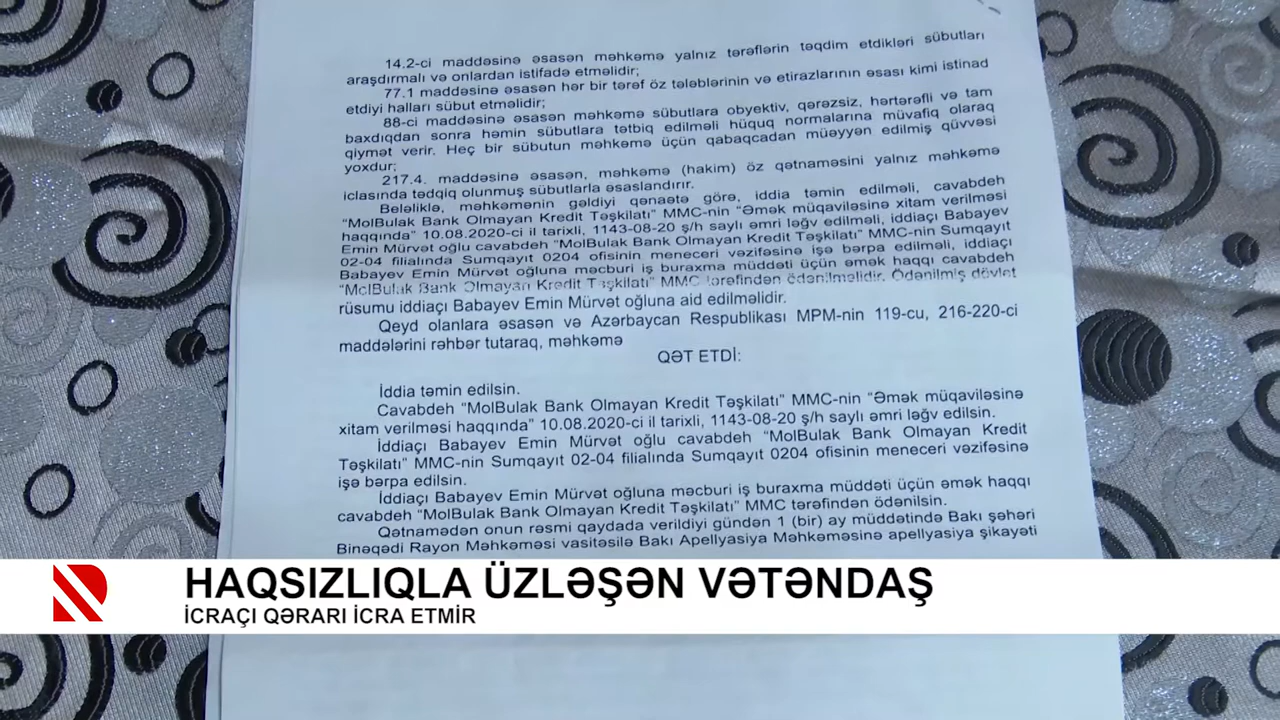 14.2-ci maddəsinə əsasən məhkəmə yalnız tərəflərin təqdim etdikləri sübutları
araşdırmalı və onlardan istifadə etməlidir;
77.1 maddəsinə əsasən hər bir tərəf öz tələblərinin və etirazlarının əsası kimi istinad
etdiyi halları sübut etməlidir;
88-ci maddəsinə əsasən məhkəmə sübutlara obyektiv, qərəzsiz, hərtərəfli və tam
baxdıqdan sonra həmin sübutlara tətbiq edilməli hüquq normalarına müvafiq olaraq
qiymət verir. Heç bir sübutun məhkəmə üçün qabaqcadan müəyyən edilmiş qüvvəsi
yoxdur;
217.4. maddəsinə əsasən, məhkəmə (hakim) öz qətnaməsini yalnız məhkəmə
iclasında tədqiq olunmuş sübutlarla əsaslandırır.
Beləliklə, məhkəmənin gəldiyi qənaətə görə, iddia təmin edilməli, cavabdeh
“MolBulak Bank Olmayan Kredit Təşkilatı” MMC-nin “Əmək müqaviləsinə xitam verilməsi
haqqında” 10.08.2020-ci il tarixli, 1143-08-20 ş/h saylı əmri ləğv edilməli, iddiaçı Babayev
Emin Mürvət oğlu cavabdeh “MolBulak Bank Olmayan Kredit Təşkilatı” MMC-nin Sumqayıt
02-04 filialında Sumqayıt 0204 ofisinin meneceri vəzifəsinə işə bərpa edilməli, iddiaçı
Babayev Emin Mürvət oğluna məcburi iş buraxma müddəti üçün əmək haqqı cavabdeh
“MolBulak Bank Olmayan Kredit Təşkilatı” MMC tərəfindən ödənilməlidir. Ödənilmiş dövlət
rüsumu iddiaçı Babayev Emin Mürvət oğluna aid edilməlidir.
Qeyd olanlara əsasən və Azərbaycan Respublikası MPM-nin 119-cu, 216-220-ci
maddələrini rəhbər tutaraq, məhkəmə
QƏT ETDİ:
İddia təmin edilsin.
Cavabdeh “MolBulak Bank Olmayan Kredit Təşkilatı” MMC-nin “Əmək müqaviləsinə
xitam verilməsi haqqında” 10.08.2020-ci il tarixli, 1143-08-20 ş/h saylı əmri ləğv edilsin.
İddiaçı Babayev Emin Mürvət oğlu cavabdeh “MolBulak Bank Olmayan Kredit
Təşkilatı” MMC-nin Sumqayıt 02-04 filialında Sumqayıt 0204 ofisinin meneceri vəzifəsinə
işə bərpa edilsin.
İddiaçı Babayev Emin Mürvət oğluna məcburi iş buraxma müddəti üçün əmək haqqı
cavabdeh “MolBulak Bank Olmayan Kredit Təşkilatı” MMC tərəfindən ödənilsin.
Qətnamədən onun rəsmi qaydada verildiyi gündən 1 (bir) ay müddətində Bakı şəhəri
Binəqədi Rayon Məhkəməsi vasitəsilə Bakı Apellyasiya Məhkəməsinə apellyasiya şikayəti
HAQSIZLIQLA ÜZLƏŞƏN VƏTƏNDAŞ
İCRAÇI QƏRARI İCRA ETMİR